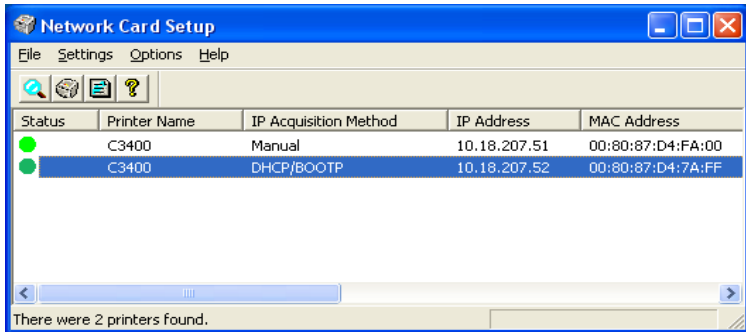 Network Card Setup
File Settings Options Help
Status Printer Name IP Acquisition Method IP Address MAC Address
C3400 Manual 10.18.207.51 00:80:87:D4:FA:00
C3400 DHCP/BOOTP 10.18.207.52 00:80:87:D4:7A:FF
There were 2 printers found.